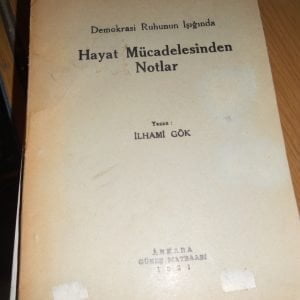 Demokrasi Ruhunun Işığında
Hayat Mücadelesinden
Notlar
Yazan :
İLHAMİ GÖK
ANKARA
GÜNEŞ MATBAASI